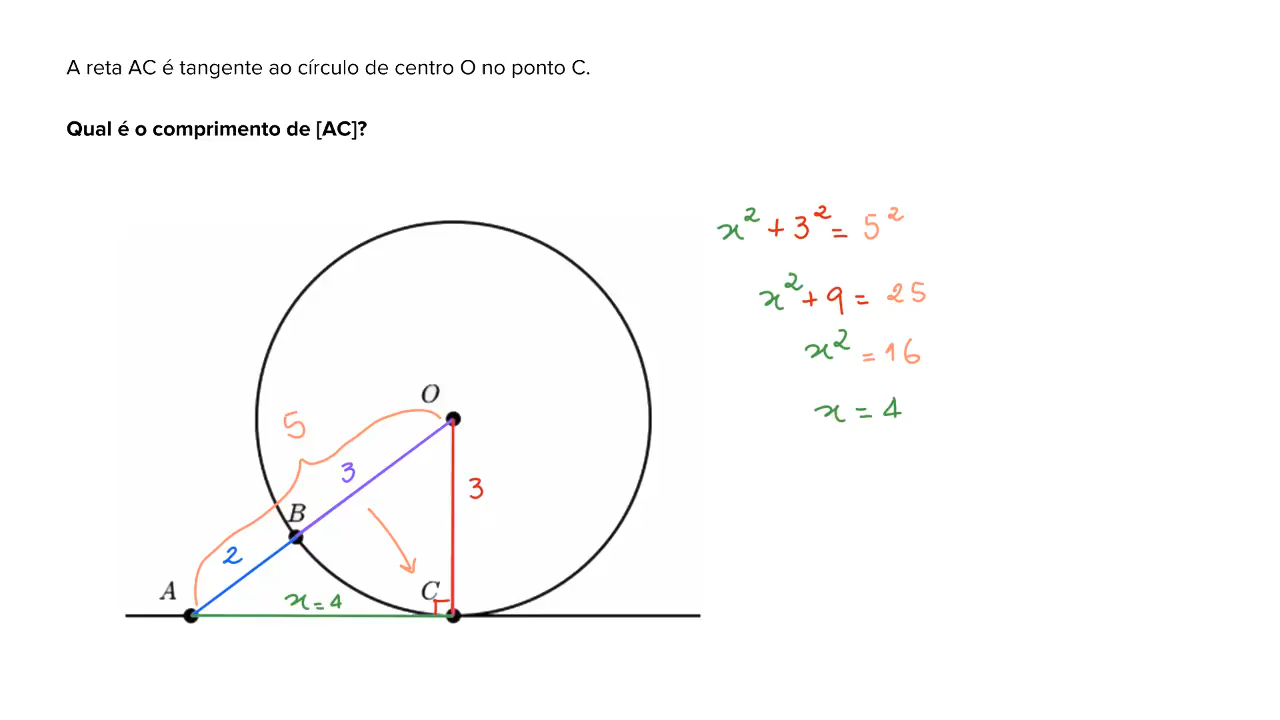 A reta AC é tangente ao círculo de centro O no ponto C.
Qual é o comprimento de [AC]?
x² + 3² = 5²
x² + 9 = 25
x² = 16
x = 4
O
5
3
3
B
2
A
x = 4
C